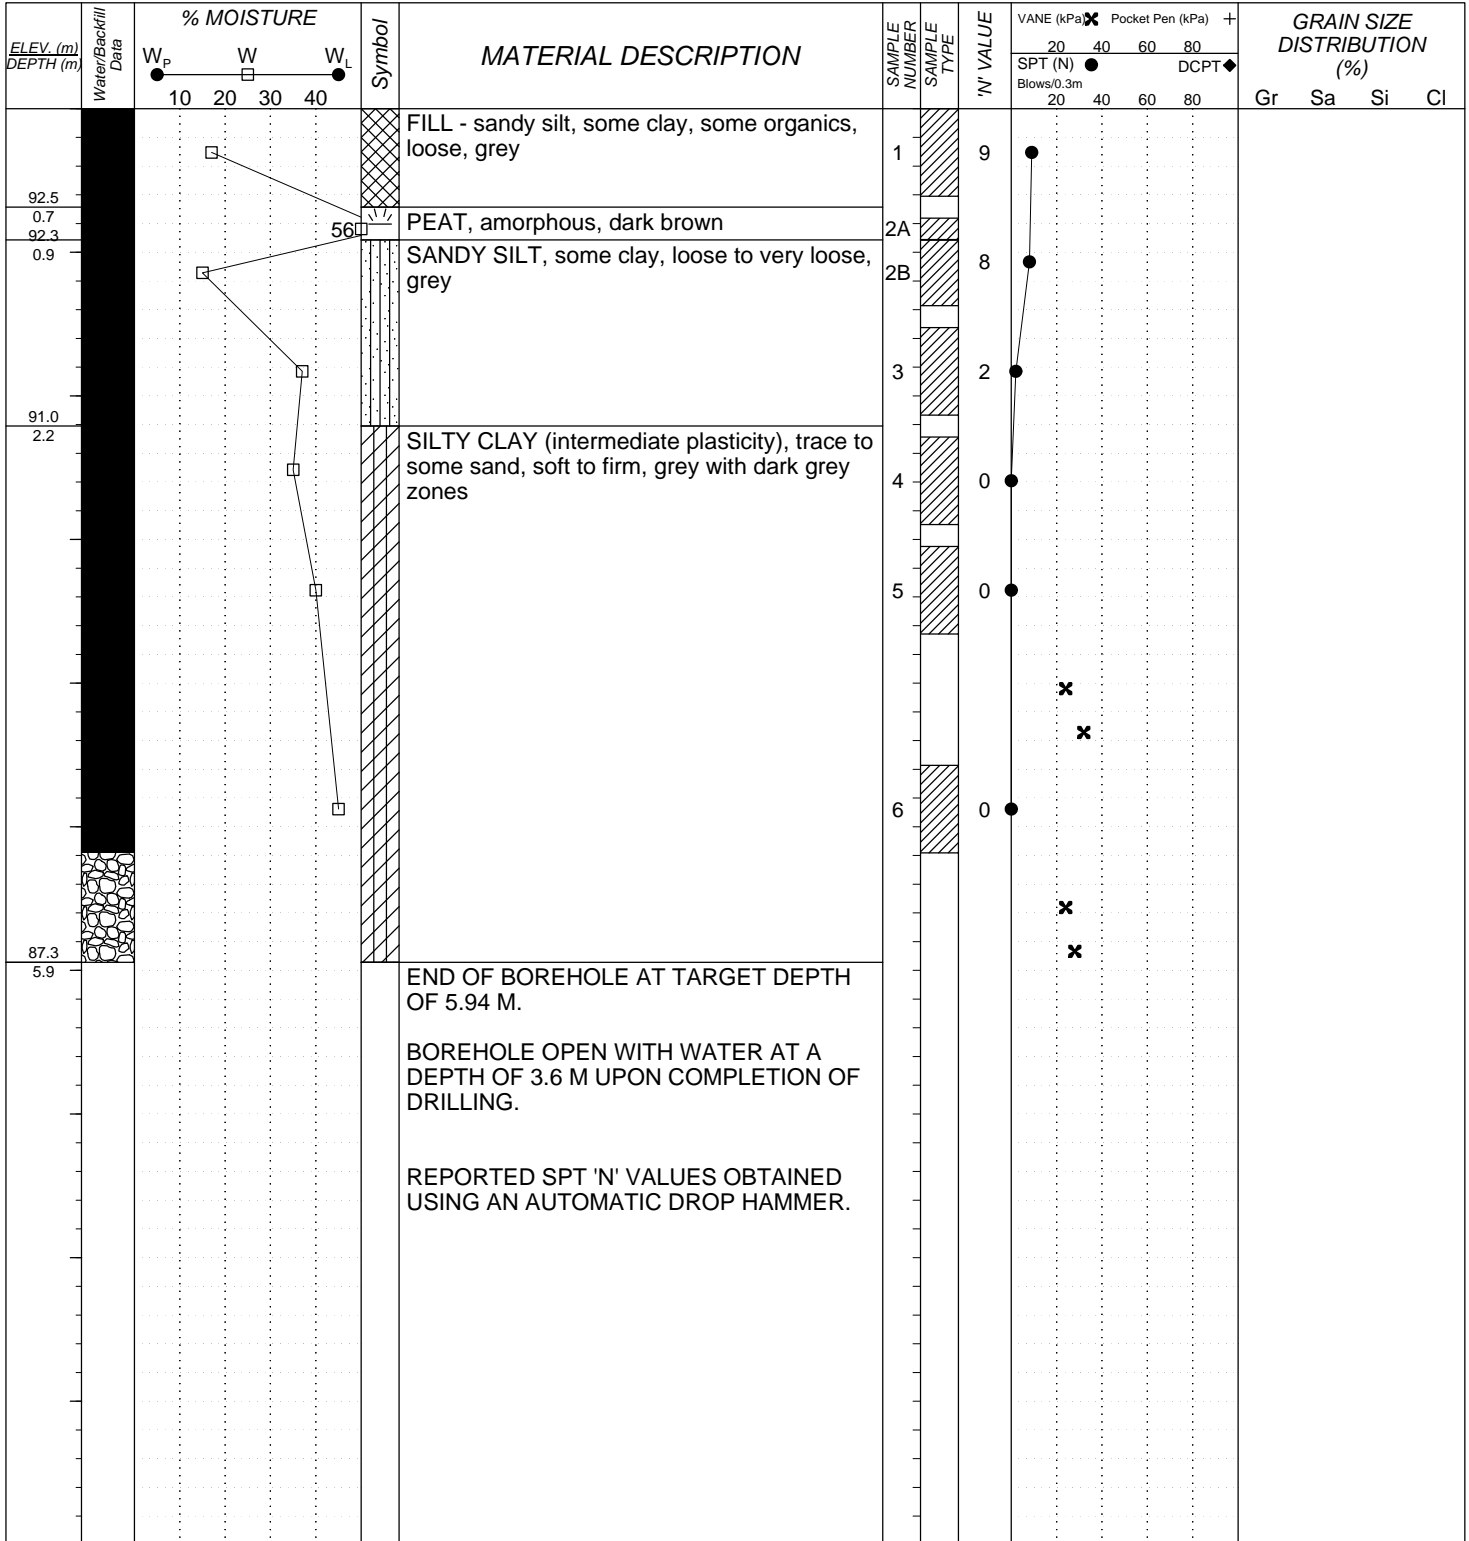 ELEV. (m)
DEPTH (m)
Water/Backfill
Data
% MOISTURE
WP W WL
10 20 30 40
Symbol
MATERIAL DESCRIPTION
SAMPLE
NUMBER
SAMPLE
TYPE
'N' VALUE
VANE (kPa) Pocket Pen (kPa)
20 40 60 80
SPT (N) DCPT
Blows/0.3m
20 40 60 80
GRAIN SIZE
DISTRIBUTION
(%)
Gr Sa Si Cl
FILL - sandy silt, some clay, some organics,
loose, grey
1 9
92.5
0.7
56
PEAT, amorphous, dark brown
2A
92.3
0.9
SANDY SILT, some clay, loose to very loose,
grey
2B 8
3 2
91.0
2.2
SILTY CLAY (intermediate plasticity), trace to
some sand, soft to firm, grey with dark grey
zones
4 0
5 0
6 0
87.3
5.9
END OF BOREHOLE AT TARGET DEPTH
OF 5.94 M.
BOREHOLE OPEN WITH WATER AT A
DEPTH OF 3.6 M UPON COMPLETION OF
DRILLING.
REPORTED SPT 'N' VALUES OBTAINED
USING AN AUTOMATIC DROP HAMMER.